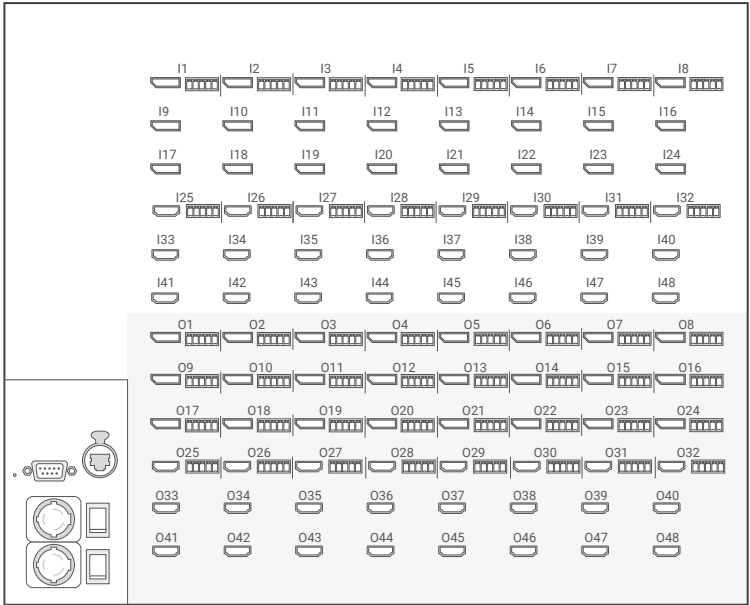 I1 I2 I3 I4 I5 I6 I7 I8
I9 I10 I11 I12 I13 I14 I15 I16
I17 I18 I19 I20 I21 I22 I23 I24
I25 I26 I27 I28 I29 I30 I31 I32
I33 I34 I35 I36 I37 I38 I39 I40
I41 I42 I43 I44 I45 I46 I47 I48
O1 O2 O3 O4 O5 O6 O7 O8
O9 O10 O11 O12 O13 O14 O15 O16
O17 O18 O19 O20 O21 O22 O23 O24
O25 O26 O27 O28 O29 O30 O31 O32
O33 O34 O35 O36 O37 O38 O39 O40
O41 O42 O43 O44 O45 O46 O47 O48